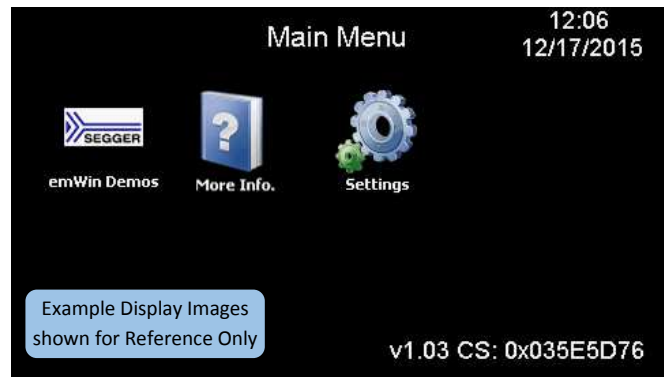 Main Menu
12:06
12/17/2015
?
SEGGER
emWin Demos
More Info.
Settings
Example Display Images
shown for Reference Only
v1.03 CS: 0x035E5D76